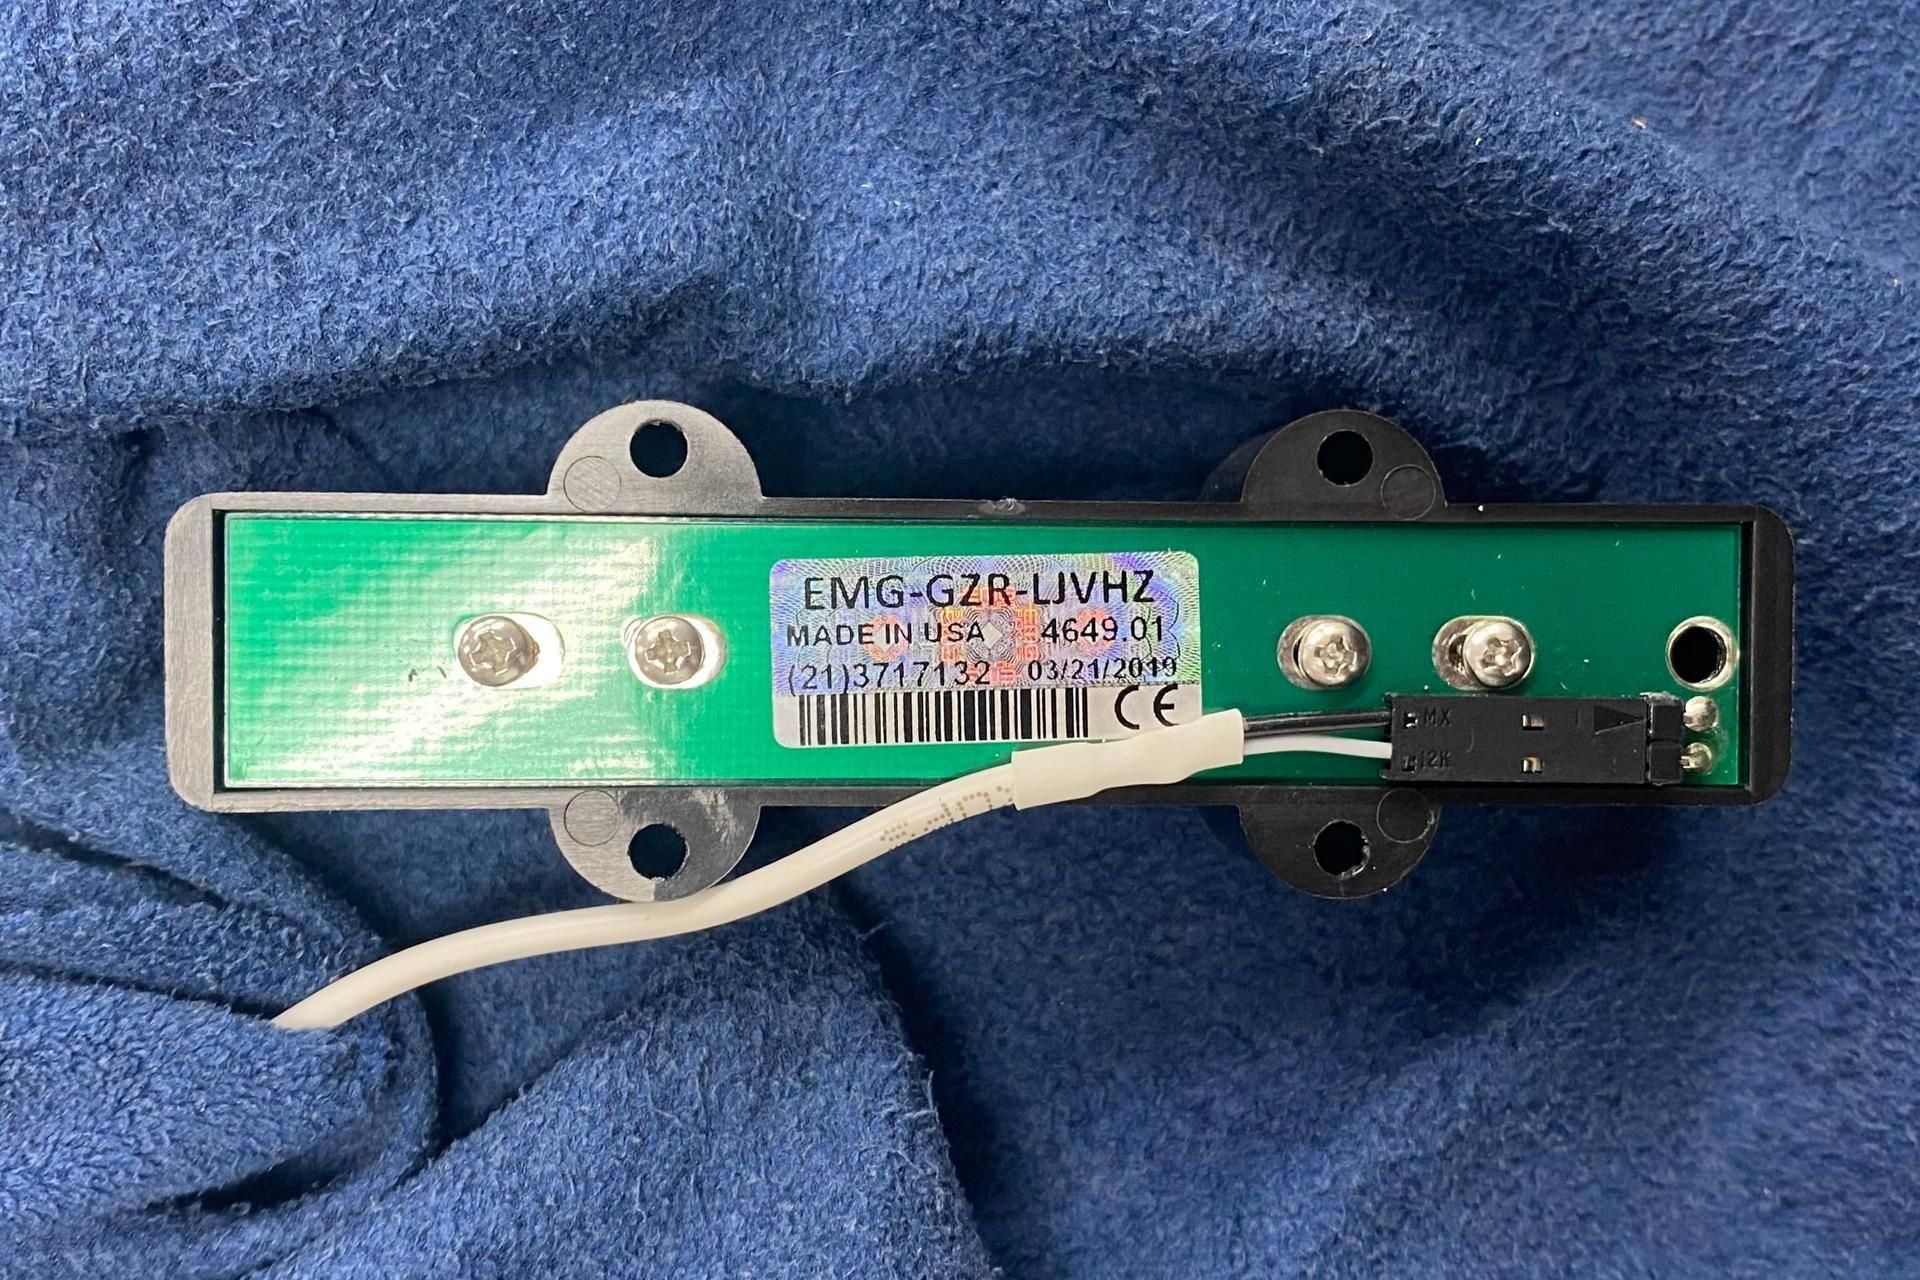 EMG-GZR-LJVHZ
MADE IN USA 4649.01
(21)3717132 03/21/2019
CE
MX
12K